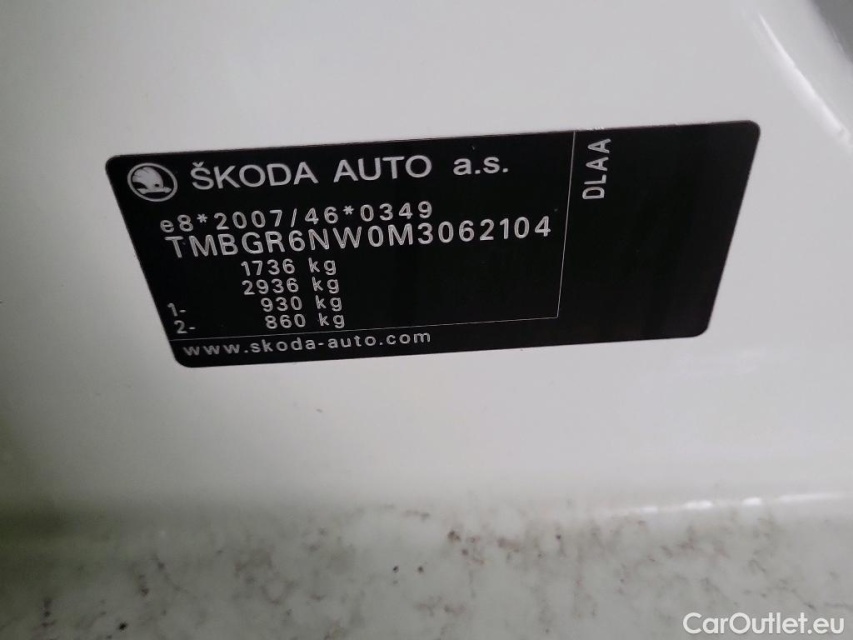 ŠKODA AUTO a.s.
e8*2007/46*0349
TMBGR6NW0M3062104
1736 kg
2936 kg
1- 930 kg
2- 860 kg
www.skoda-auto.com
DLAA
CarOutlet.eu